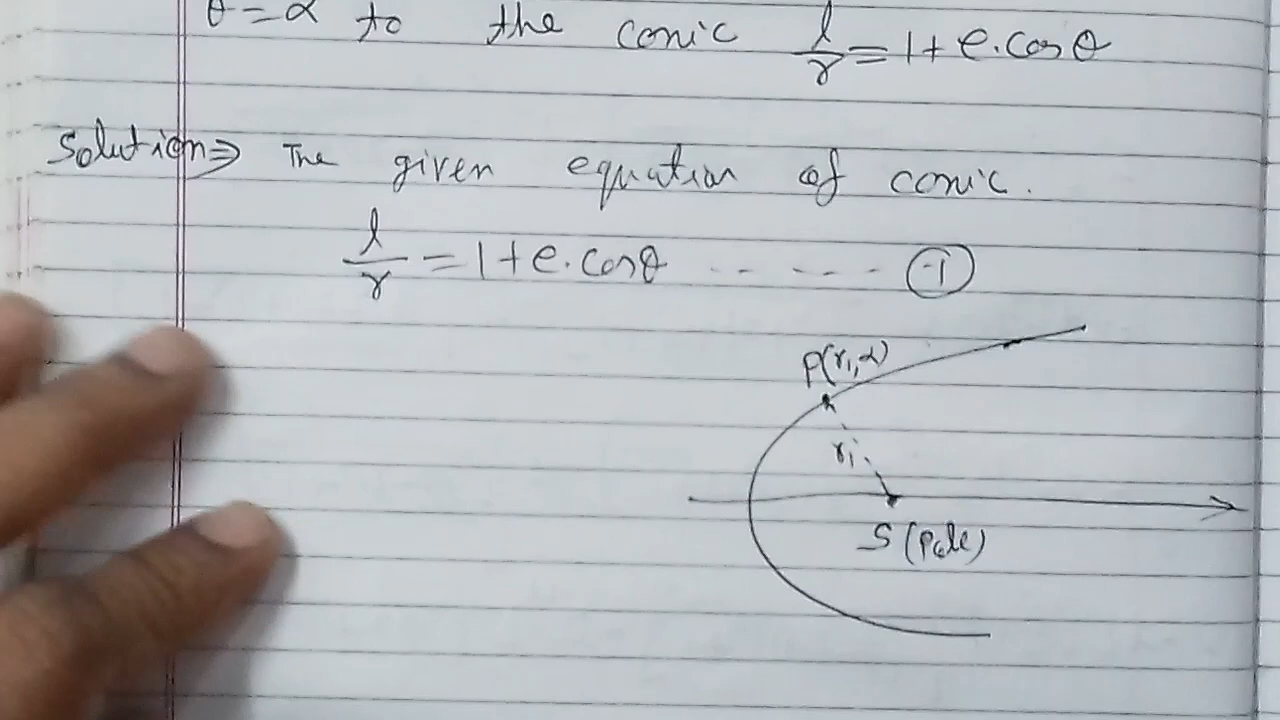 θ=α to the conic l/r=1+e.cosθ
Solution⇒ The given equation of conic.
l/r=1+e.cosθ ------ ①
P(r₁,α)
r₁
S(Pole)